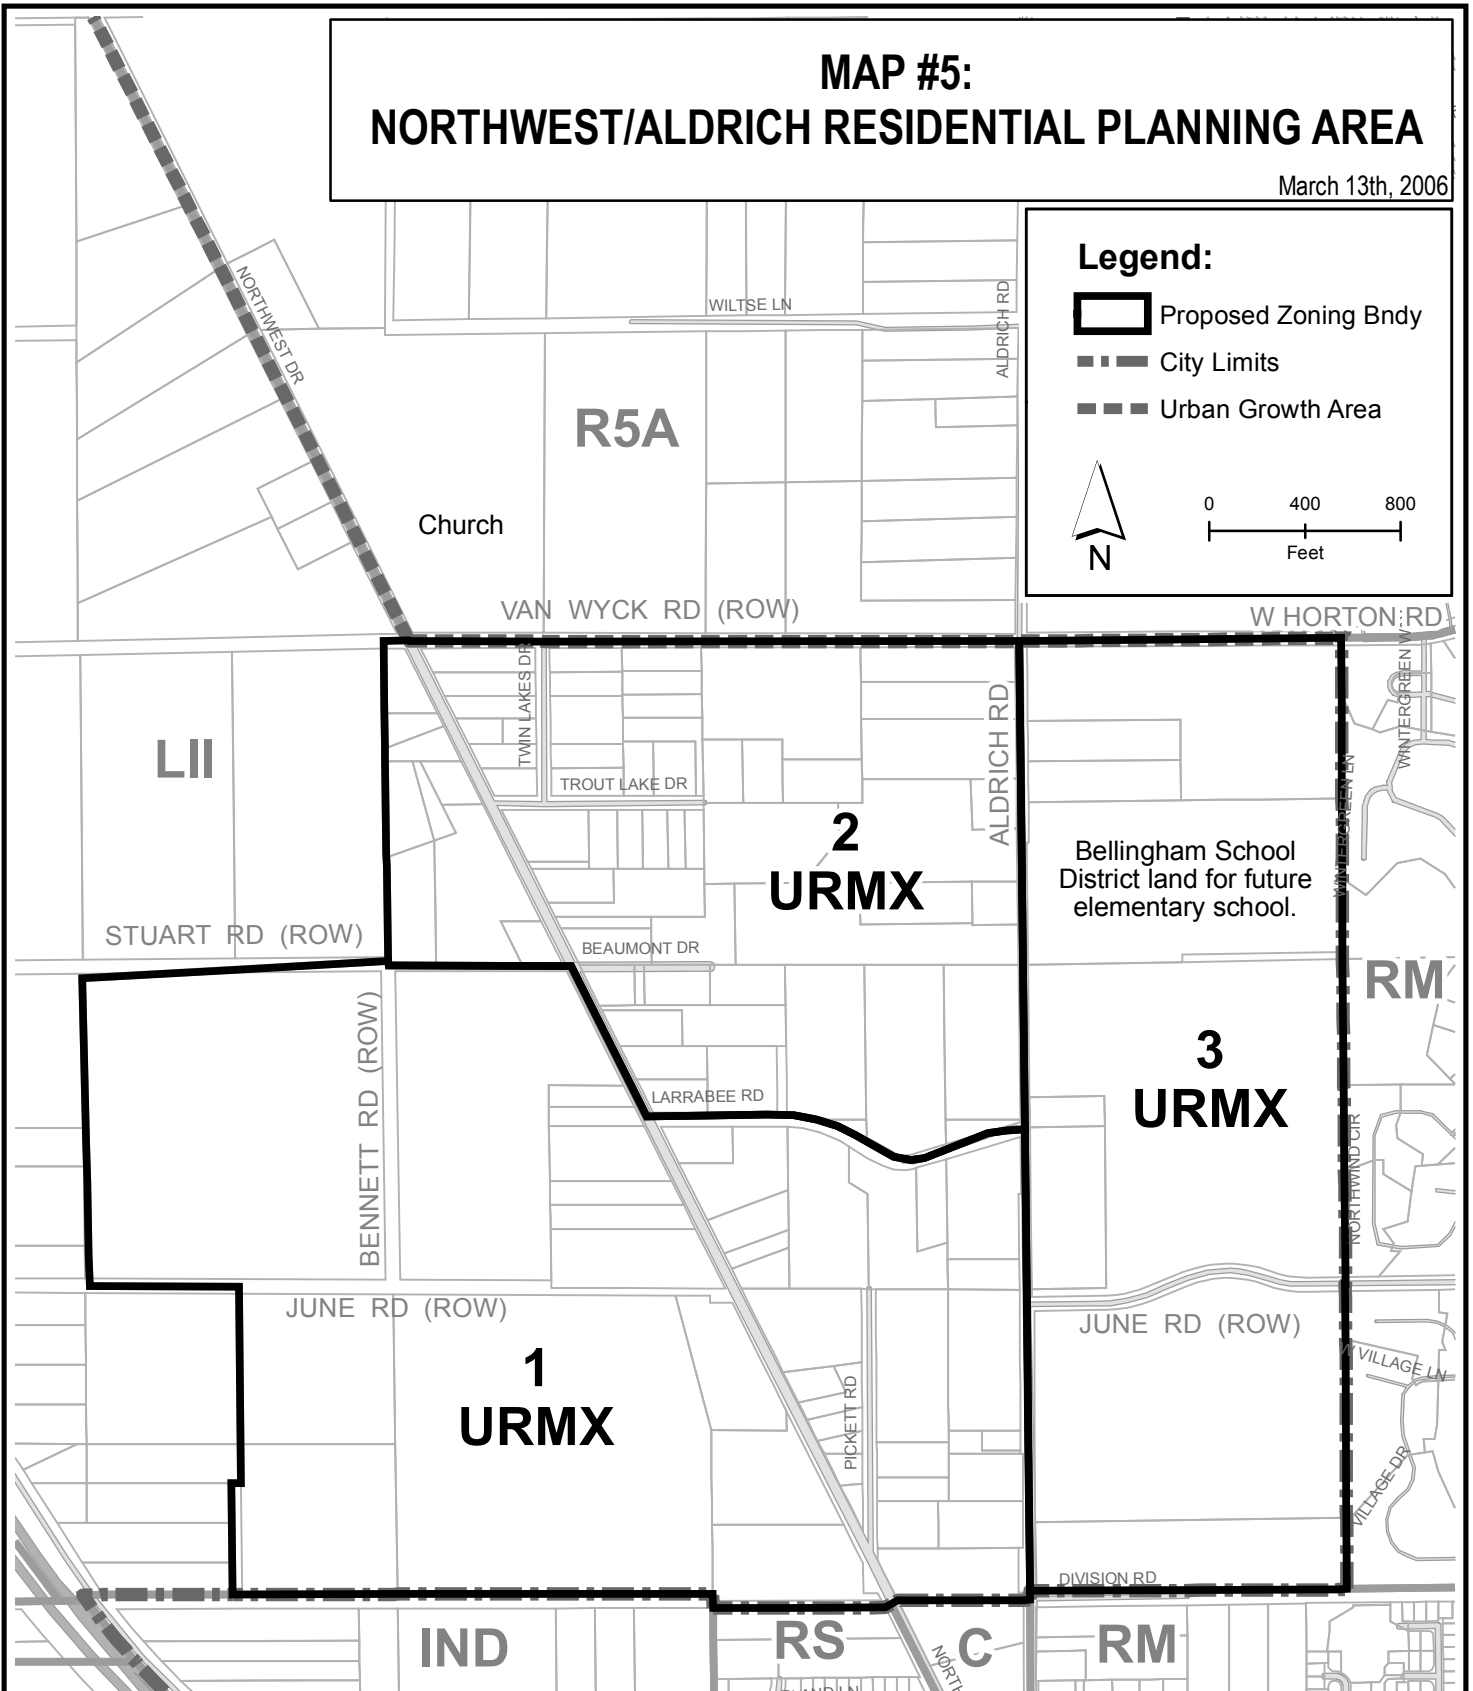 MAP #5:
NORTHWEST/ALDRICH RESIDENTIAL PLANNING AREA
March 13th, 2006
Legend:
Proposed Zoning Bndy
City Limits
Urban Growth Area
N
0 400 800
Feet
NORTHWEST DR
WILTSE LN
ALDRICH RD
R5A
Church
VAN WYCK RD (ROW)
W HORTON RD
TWIN LAKES DR
ALDRICH RD
WINTERGREEN W
WINTERGREEN LN
LII
TROUT LAKE DR
2
URMX
Bellingham School
District land for future
elementary school.
STUART RD (ROW)
BEAUMONT DR
RM
BENNETT RD (ROW)
3
URMX
LARRABEE RD
NORTHWIND CIR
JUNE RD (ROW)
JUNE RD (ROW)
1
URMX
W VILLAGE LN
PICKETT RD
VILLAGE DR
DIVISION RD
IND
RS
C
RM
NORTH